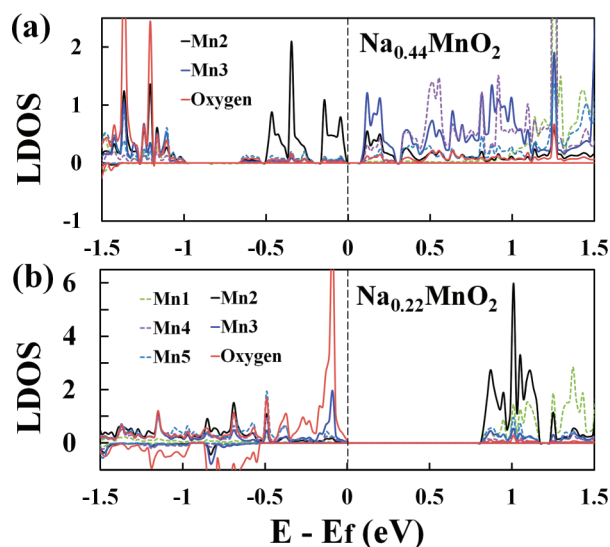 (a)
Mn2
Mn3
Oxygen
Na0.44MnO2
LDOS
2
1
0
-1
-1.5 -1 -0.5 0 0.5 1 1.5
(b)
Mn1 Mn2
Mn4 Mn3
Mn5 Oxygen
Na0.22MnO2
LDOS
6
4
2
0
-1.5 -1 -0.5 0 0.5 1 1.5
E - Ef (eV)